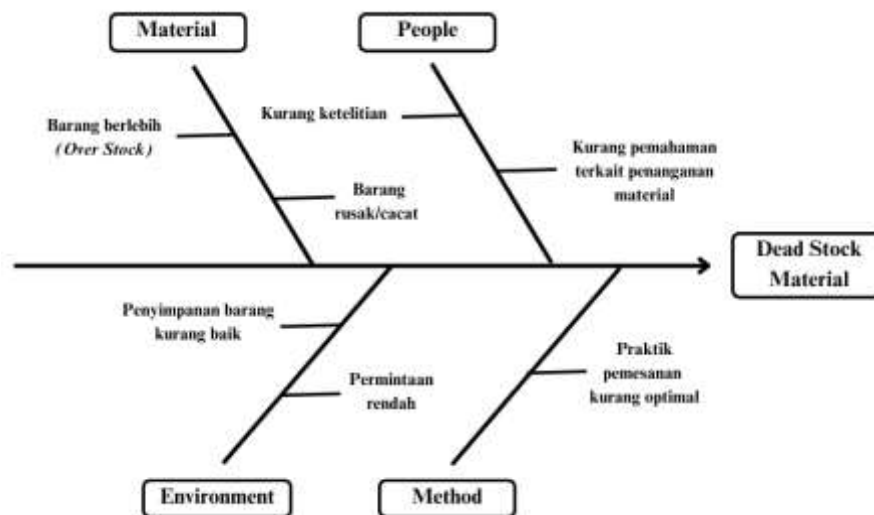 Material
People
Barang berlebih
(Over Stock)
Kurang ketelitian
Kurang pemahaman
terkait penanganan
material
Barang
rusak/cacat
Dead Stock
Material
Penyimpanan barang
kurang baik
Permintaan
rendah
Praktik
pemesanan
kurang optimal
Environment
Method